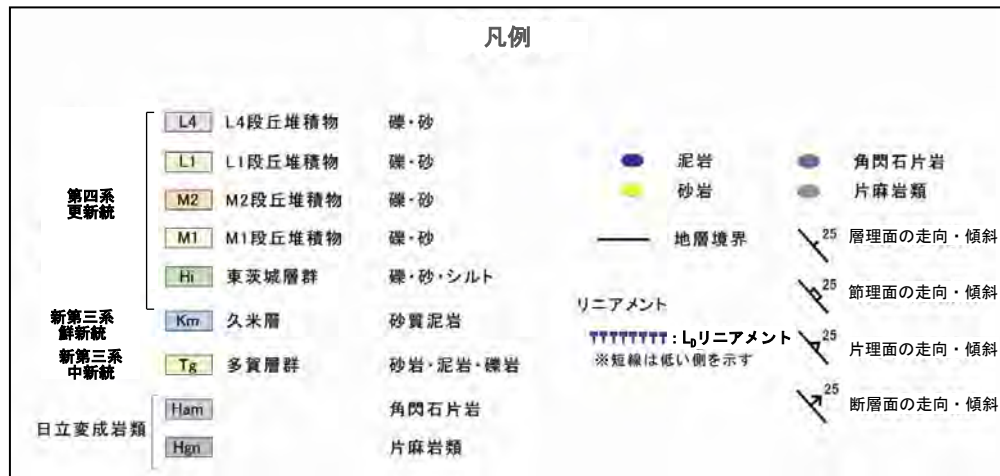 凡例
第四系
更新統
L4 L4段丘堆積物 礫・砂
L1 L1段丘堆積物 礫・砂
M2 M2段丘堆積物 礫・砂
M1 M1段丘堆積物 礫・砂
Hi 東茨城層群 礫・砂・シルト
新第三系
鮮新統
Km 久米層 砂質泥岩
新第三系
中新統
Tg 多賀層群 砂岩・泥岩・礫岩
日立変成岩類
Ham 角閃石片岩
Hgn 片麻岩類
泥岩
砂岩
地層境界
リニアメント
:LDリニアメント
※短線は低い側を示す
角閃石片岩
片麻岩類
25 層理面の走向・傾斜
25 節理面の走向・傾斜
25 片理面の走向・傾斜
25 断層面の走向・傾斜